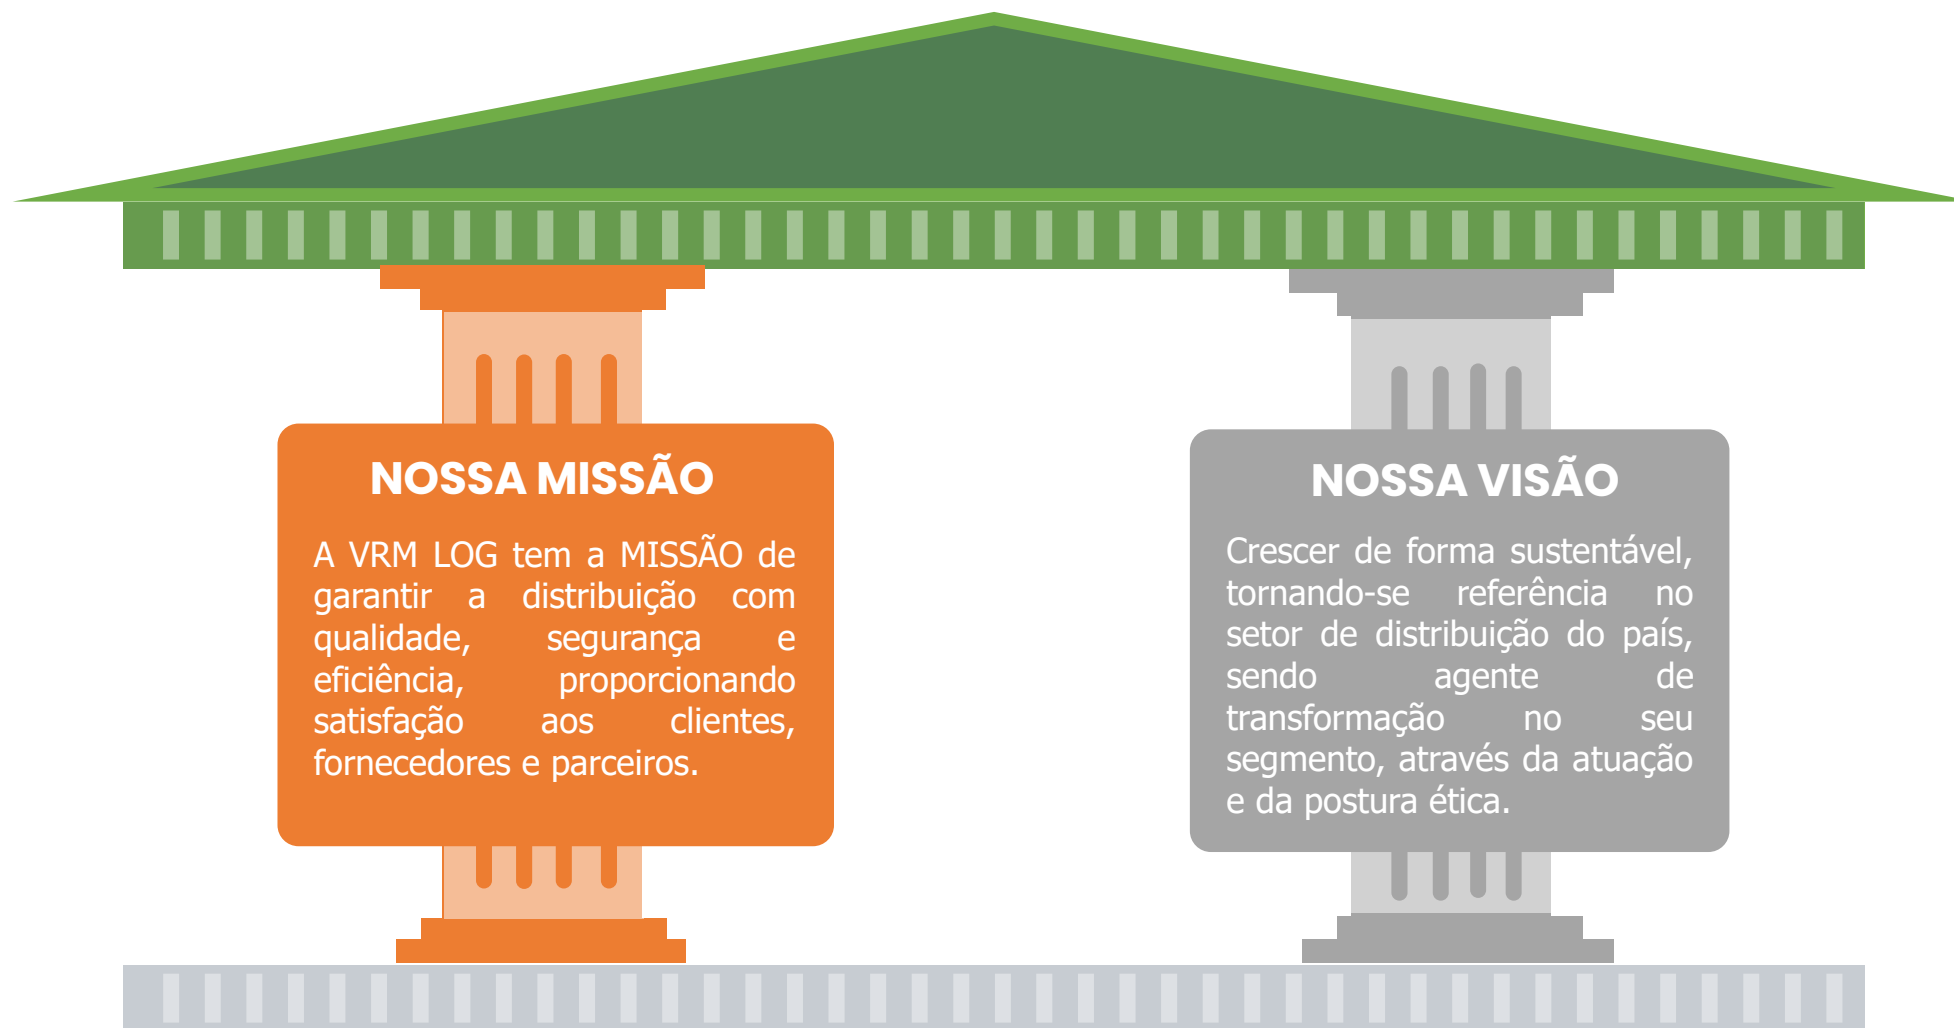 NOSSA MISSÃO
A VRM LOG tem a MISSÃO de
garantir a distribuição com
qualidade, segurança e
eficiência, proporcionando
satisfação aos clientes,
fornecedores e parceiros.
NOSSA VISÃO
Crescer de forma sustentável,
tornando-se referência no
setor de distribuição do país,
sendo agente de
transformação no seu
segmento, através da atuação
e da postura ética.